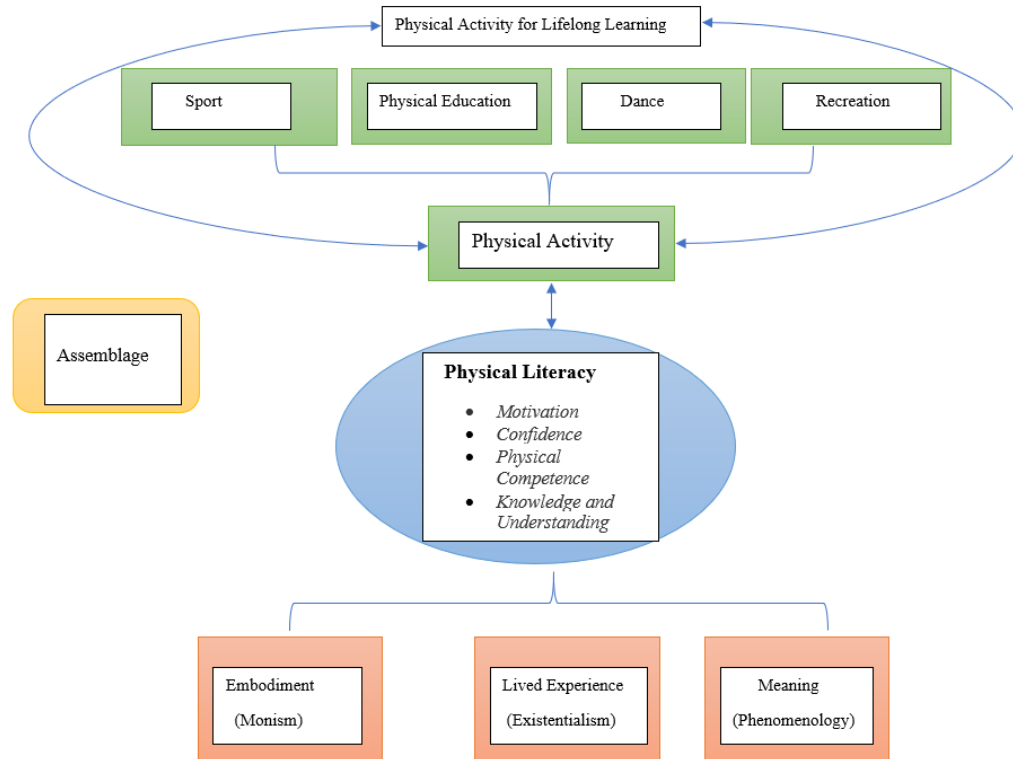 Physical Activity for Lifelong Learning
Sport
Physical Education
Dance
Recreation
Physical Activity
Assemblage
Physical Literacy
• Motivation
• Confidence
• Physical
Competence
• Knowledge and
Understanding
Embodiment
(Monism)
Lived Experience
(Existentialism)
Meaning
(Phenomenology)